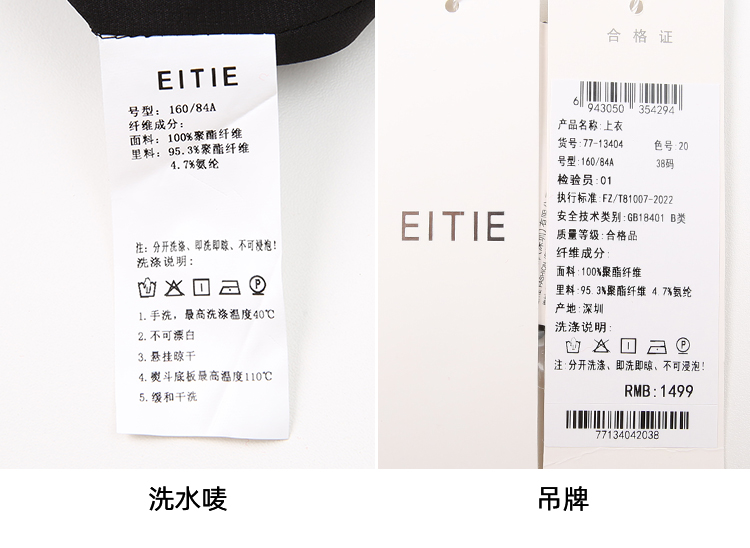 EITIE
号型：160/84A
纤维成分：
面料：100%聚酯纤维
里料：95.3%聚酯纤维
4.7%氨纶
注：分开洗涤、即洗即晾、不可浸泡！
洗涤说明：
1.手洗，最高洗涤温度40℃
2.不可漂白
3.悬挂晾干
4.熨斗底板最高温度110℃
5.缓和干洗
洗水唛
EITIE
合格证
6 943050 354294
产品名称:上衣
货号:77-13404 色号:20
号型:160/84A 38码
检验员:01
执行标准:FZ/T81007-2022
安全技术类别:GB18401 B类
质量等级:合格品
纤维成分:
面料:100%聚酯纤维
里料:95.3%聚酯纤维 4.7%氨纶
产地:深圳
洗涤说明:
注:分开洗涤、即洗即晾、不可浸泡!
RMB:1499
77134042038
吊牌